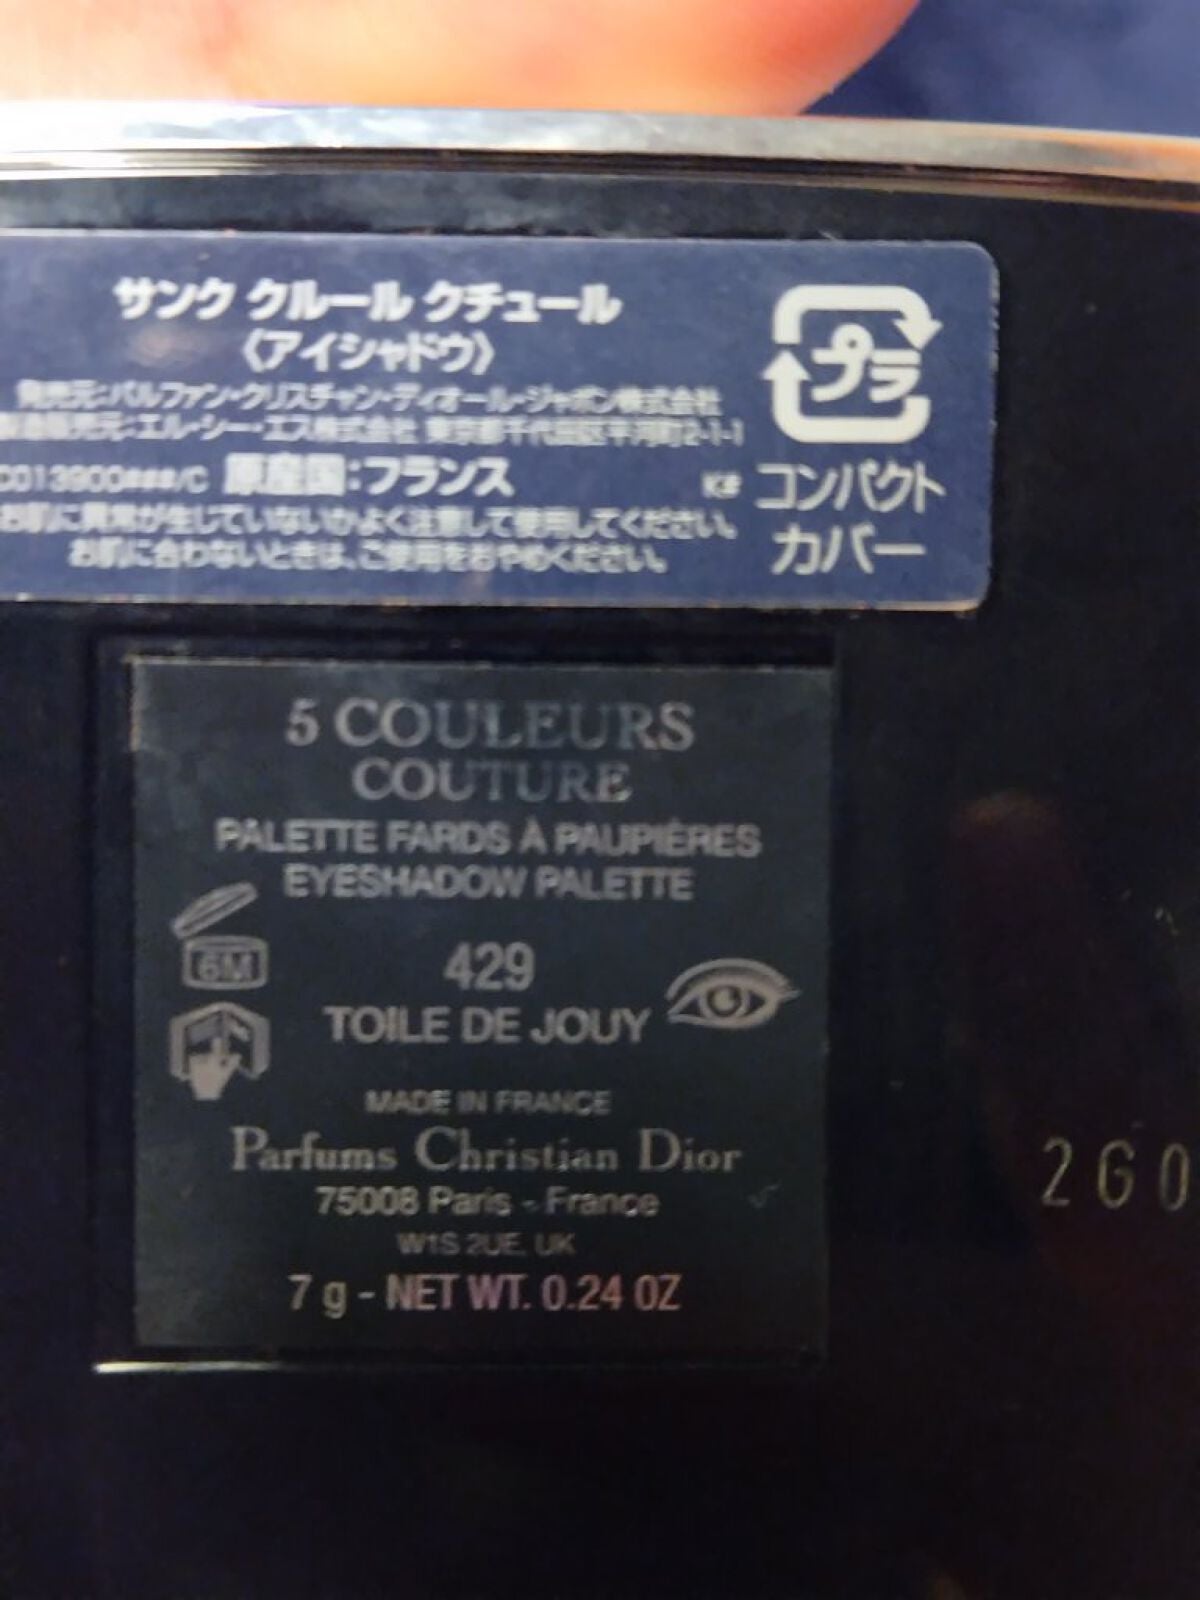 サンク クルール クチュール
〈アイシャドウ〉
発売元:パルファン・クリスチャン・ディオール・ジャポン株式会社
製造販売元:エル・シー・エス株式会社 東京都千代田区平河町2-1-1
C013900###/C 原産国:フランス
お肌に異常が生じていないかよく注意して使用してください。
お肌に合わないときは、ご使用をおやめください。
プラ
コンパクト
カバー
5 COULEURS
COUTURE
PALETTE FARDS À PAUPIÈRES
EYESHADOW PALETTE
6M
429
TOILE DE JOUY
MADE IN FRANCE
Parfums Christian Dior
75008 Paris - France
W1S 2UE, UK
7 g - NET WT. 0.24 OZ
2G0